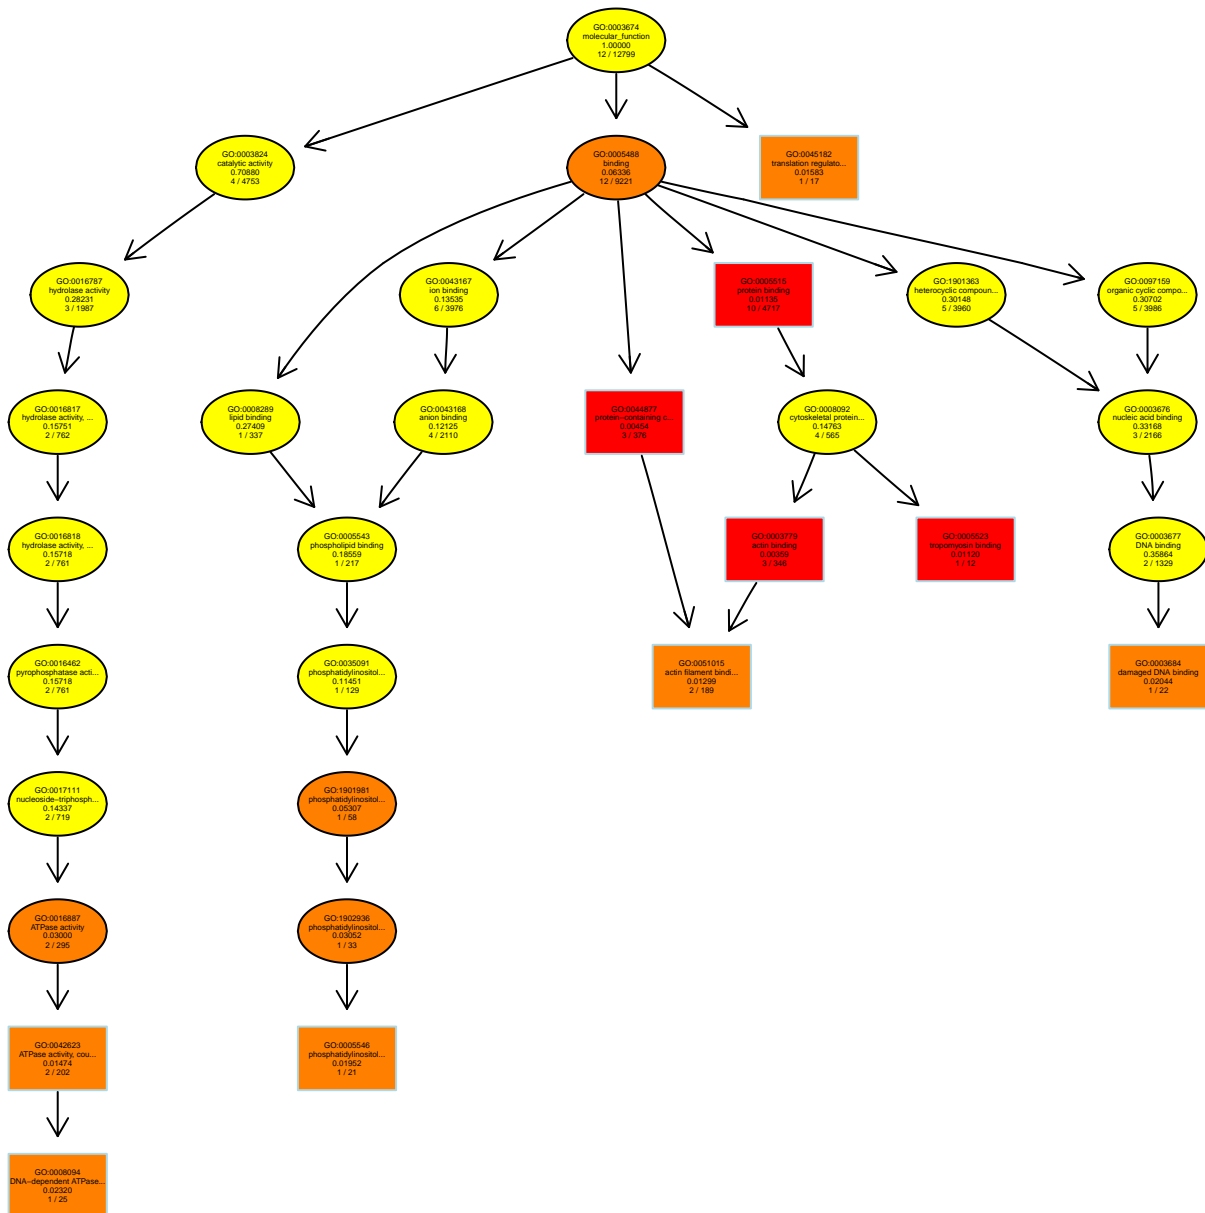 GO:0003674
molecular_function
1.00000
12 / 12799
GO:0003824
catalytic activity
0.70880
4 / 4753
GO:0005488
binding
0.06336
12 / 9221
GO:0045182
translation regulato...
0.01583
1 / 17
GO:0016787
hydrolase activity
0.28231
3 / 1987
GO:0043167
ion binding
0.13535
6 / 3976
GO:0005515
protein binding
0.01135
10 / 4717
GO:1901363
heterocyclic compoun...
0.30148
5 / 3960
GO:0097159
organic cyclic compo...
0.30702
5 / 3986
GO:0016817
hydrolase activity, ...
0.15751
2 / 762
GO:0008289
lipid binding
0.27409
1 / 337
GO:0043168
anion binding
0.12125
4 / 2110
GO:0044877
protein−containing c...
0.00454
3 / 376
GO:0008092
cytoskeletal protein...
0.14763
4 / 565
GO:0003676
nucleic acid binding
0.33168
3 / 2166
GO:0016818
hydrolase activity, ...
0.15718
2 / 761
GO:0005543
phospholipid binding
0.18559
1 / 217
GO:0003779
actin binding
0.00359
3 / 346
GO:0005523
tropomyosin binding
0.01120
1 / 12
GO:0003677
DNA binding
0.35864
2 / 1329
GO:0016462
pyrophosphatase acti...
0.15718
2 / 761
GO:0035091
phosphatidylinositol...
0.11451
1 / 129
GO:0051015
actin filament bindi...
0.01299
2 / 189
GO:0003684
damaged DNA binding
0.02044
1 / 22
GO:0017111
nucleoside−triphosph...
0.14337
2 / 719
GO:1901981
phosphatidylinositol...
0.05307
1 / 58
GO:0016887
ATPase activity
0.03000
2 / 295
GO:1902936
phosphatidylinositol...
0.03052
1 / 33
GO:0042623
ATPase activity, cou...
0.01474
2 / 202
GO:0005546
phosphatidylinositol...
0.01952
1 / 21
GO:0008094
DNA−dependent ATPase...
0.02320
1 / 25